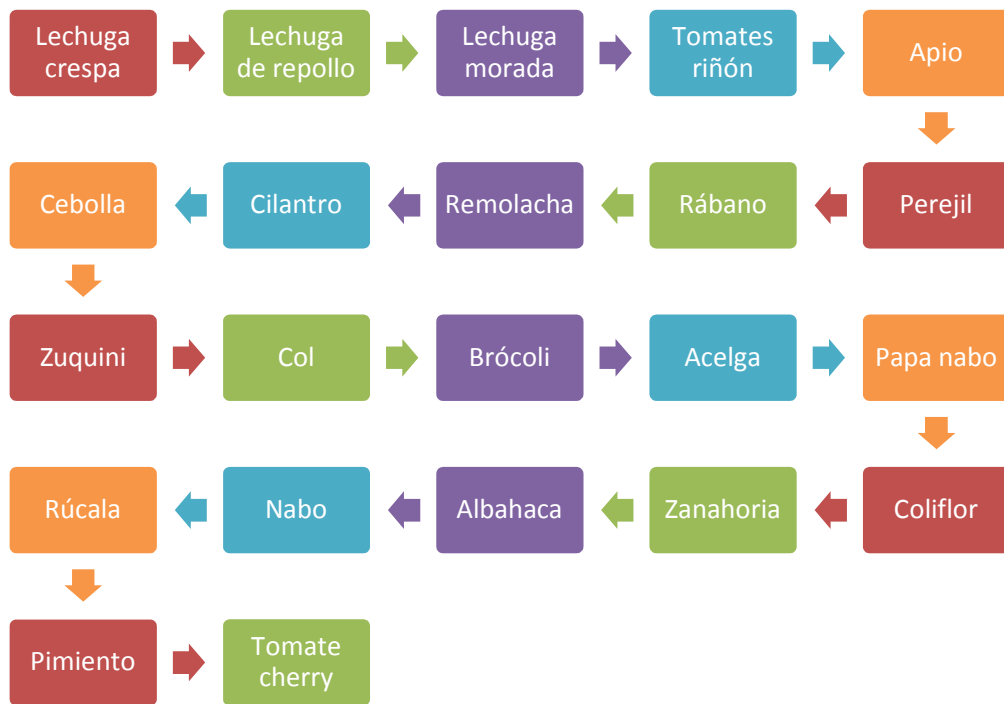 Lechuga
crespa
Lechuga
de repollo
Lechuga
morada
Tomates
riñón
Apio
Perejil
Rábano
Remolacha
Cilantro
Cebolla
Zuquini
Col
Brócoli
Acelga
Papa nabo
Coliflor
Zanahoria
Albahaca
Nabo
Rúcala
Pimiento
Tomate
cherry